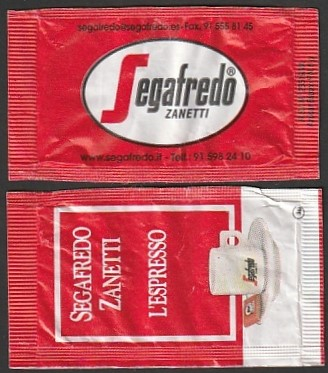 segafredo@segafredo.es - Fax: 91 555 81 45
Segafredo®
ZANETTI
www.segafredo.it - Telf.: 91 598 24 10
SEGAFREDO
ZANETTI
L'ESPRESSO
Segafredo